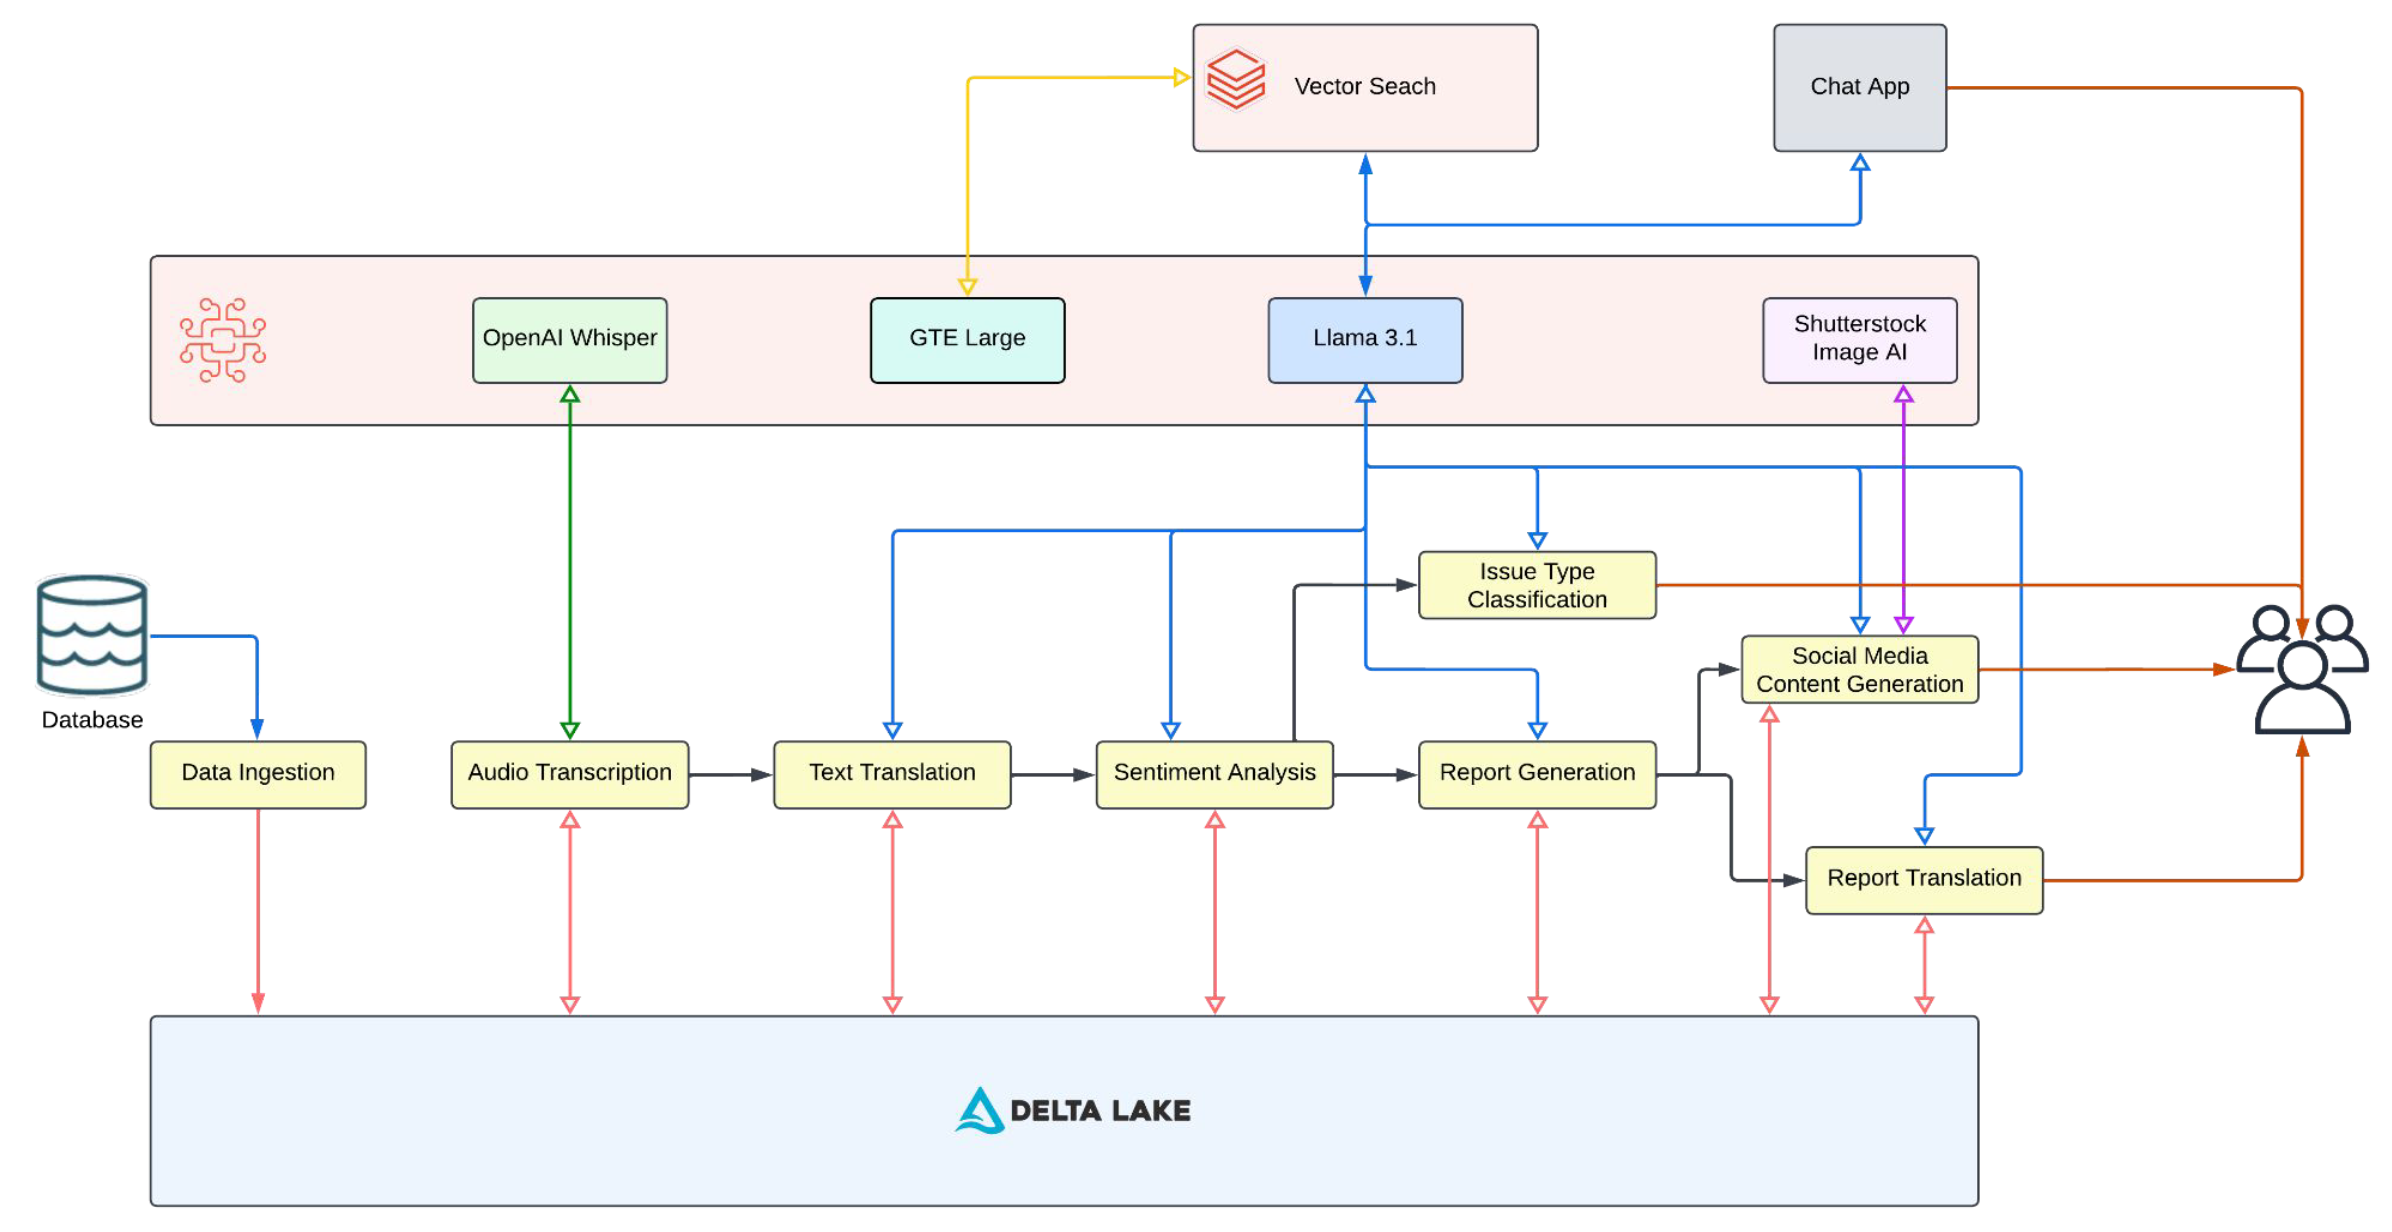 Vector Seach
Chat App
OpenAI Whisper
GTE Large
Llama 3.1
Shutterstock
Image AI
Issue Type
Classification
Social Media
Content Generation
Database
Data Ingestion
Audio Transcription
Text Translation
Sentiment Analysis
Report Generation
Report Translation
DELTA LAKE